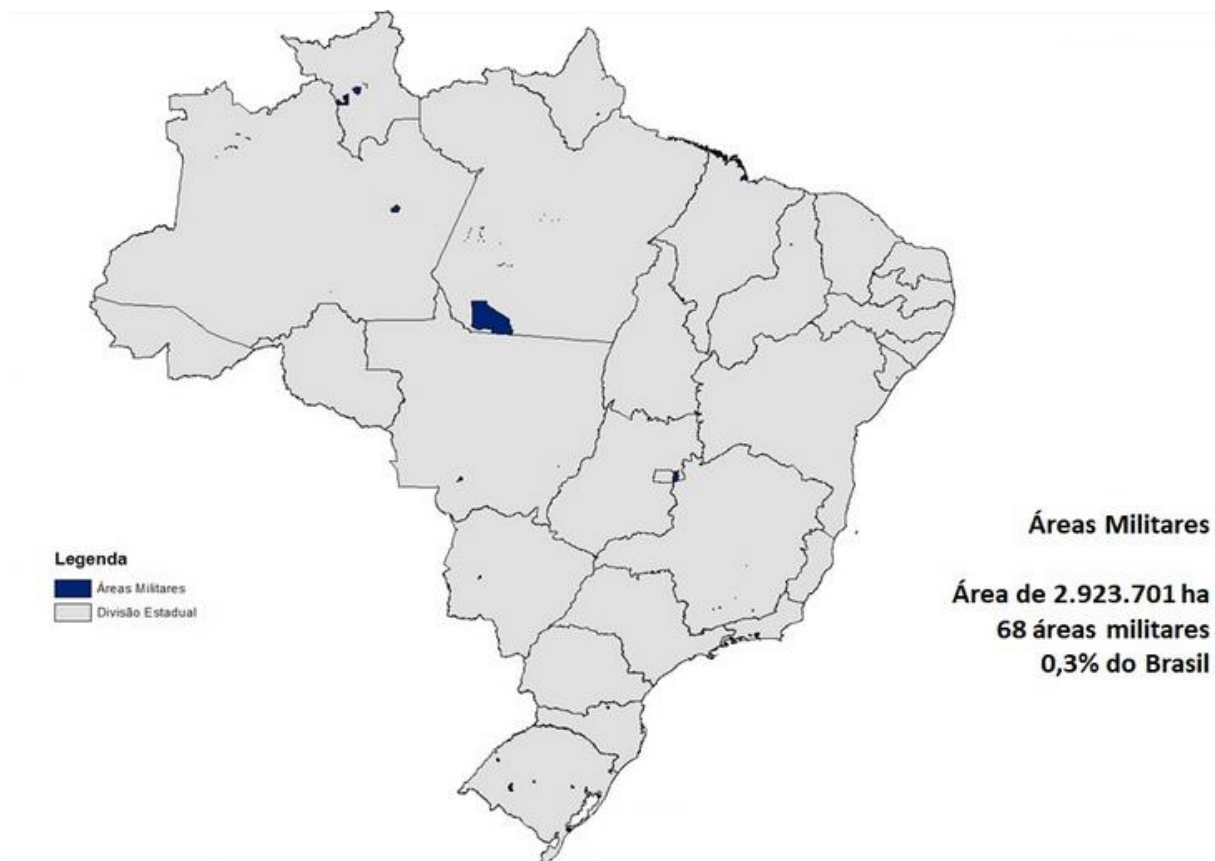 Áreas Militares
Área de 2.923.701 ha
68 áreas militares
0,3% do Brasil
Legenda
Áreas Militares
Divisão Estadual